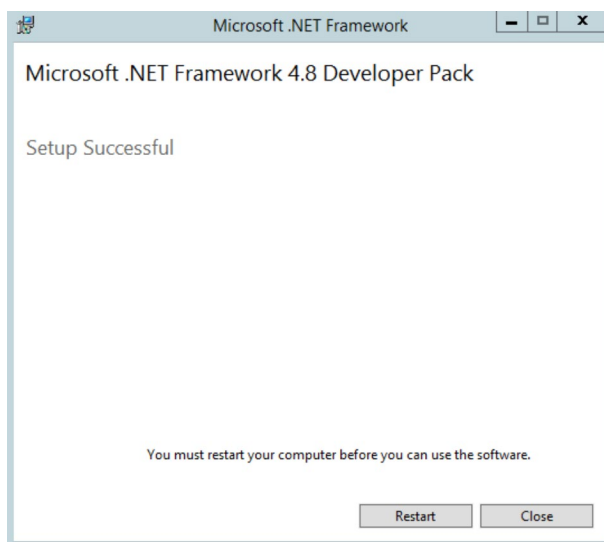 Microsoft .NET Framework
Microsoft .NET Framework 4.8 Developer Pack
Setup Successful
You must restart your computer before you can use the software.
Restart
Close